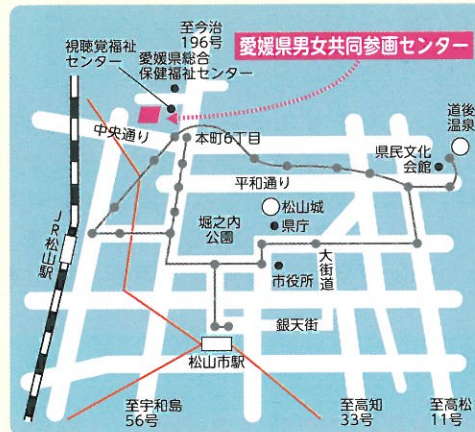 至今治
196号
視聴覚福祉
センター
愛媛県総合
保健福祉センター
愛媛県男女共同参画センター
道後
温泉
中央通り
本町6丁目
県民文化
会館
平和通り
松山城
堀之内
公園
県庁
JR松山駅
市役所
大街道
銀天街
松山市駅
至宇和島
56号
至高知
33号
至高松
11号